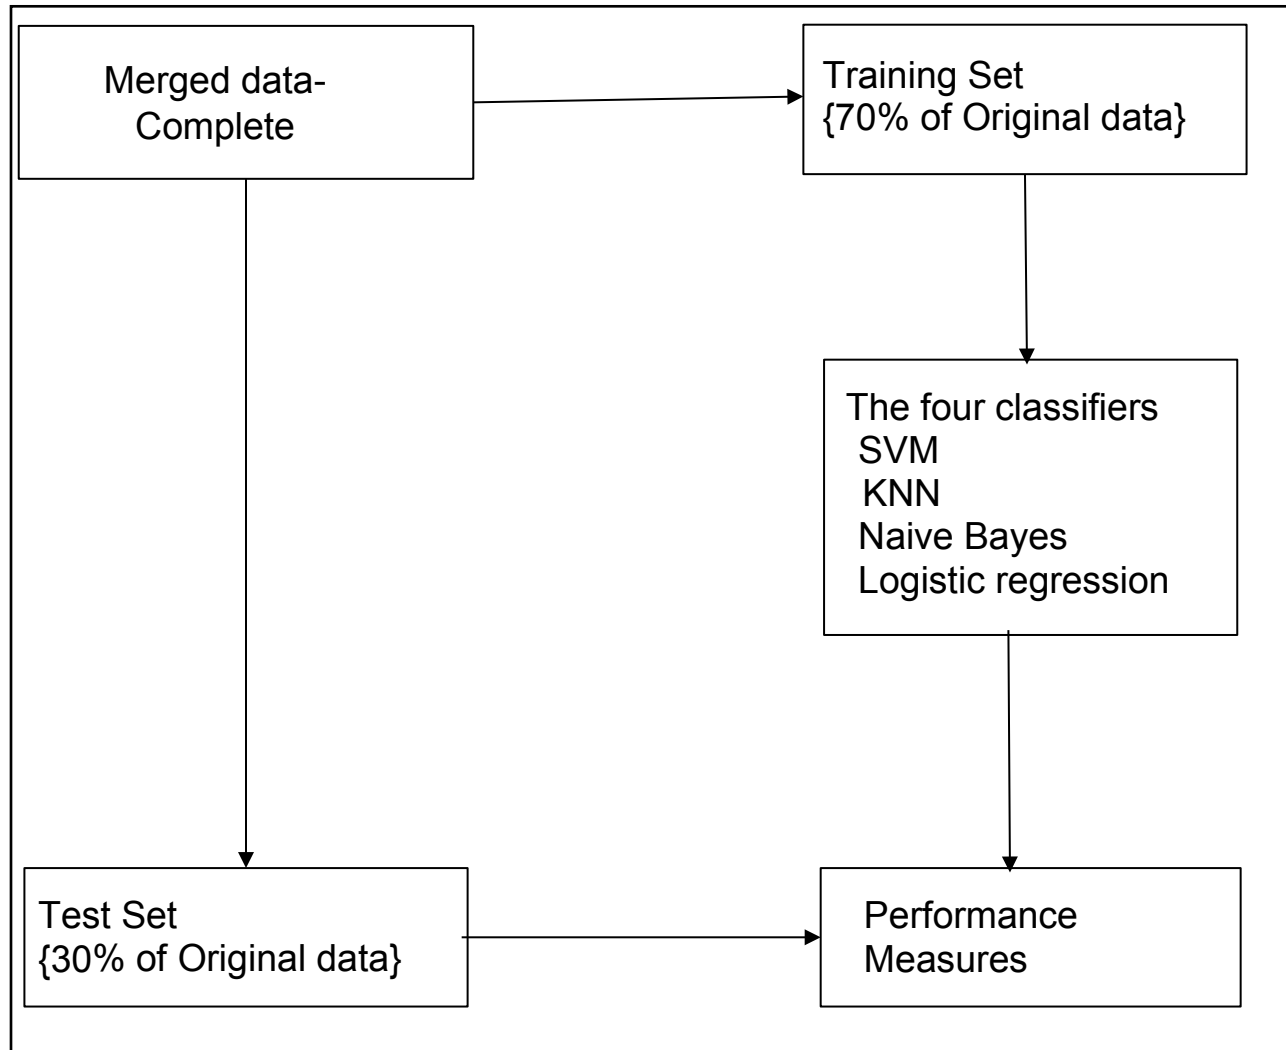 Merged data-
Complete
Training Set
{70% of Original data}
The four classifiers
SVM
KNN
Naive Bayes
Logistic regression
Test Set
{30% of Original data}
Performance
Measures